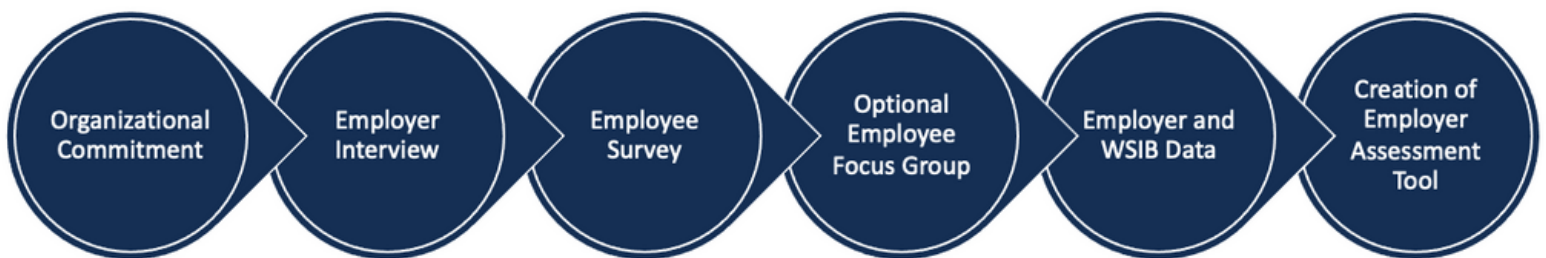 Organizational
Commitment
Employer
Interview
Employee
Survey
Optional
Employee
Focus Group
Employer and
WSIB Data
Creation of
Employer
Assessment
Tool